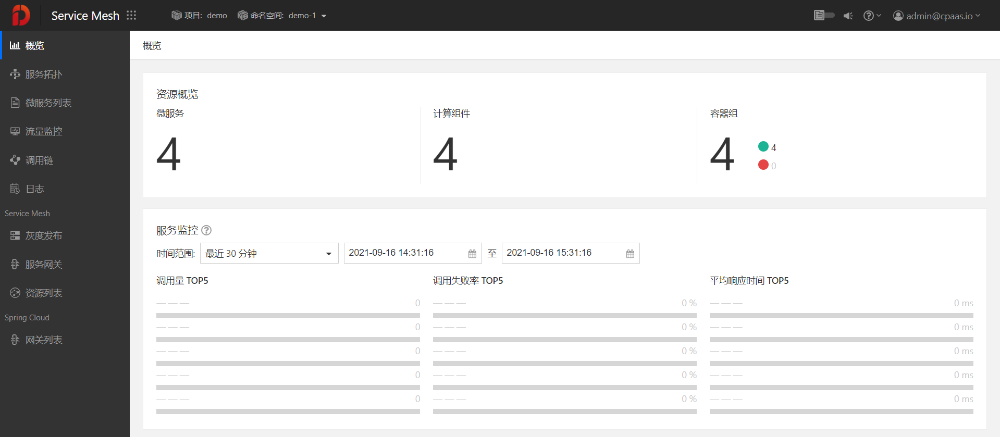 Service Mesh 项目: demo 命名空间: demo-1 admin@cpaas.io
概览
服务拓扑
微服务列表
流量监控
调用链
日志
Service Mesh
灰度发布
服务网关
资源列表
Spring Cloud
网关列表
概览
资源概览
微服务 计算组件 容器组
4 4 4
4
0
服务监控
时间范围: 最近 30 分钟 2021-09-16 14:31:16 至 2021-09-16 15:31:16
调用量 TOP5 调用失败率 TOP5 平均响应时间 TOP5
— — — 0 — — — 0 % — — — 0 ms
— — — 0 — — — 0 % — — — 0 ms
— — — 0 — — — 0 % — — — 0 ms
— — — 0 — — — 0 % — — — 0 ms
— — — 0 — — — 0 % — — — 0 ms